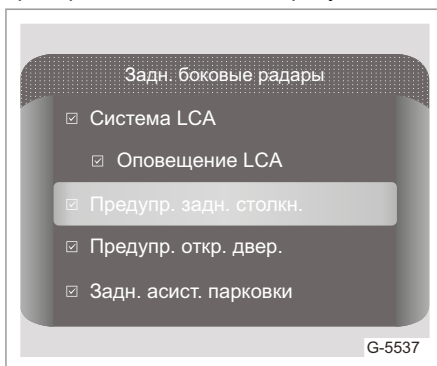 Задн. боковые радары
Система LCA
Оповещение LCA
Предупр. задн. столкн.
Предупр. откр. двер.
Задн. асист. парковки
G-5537